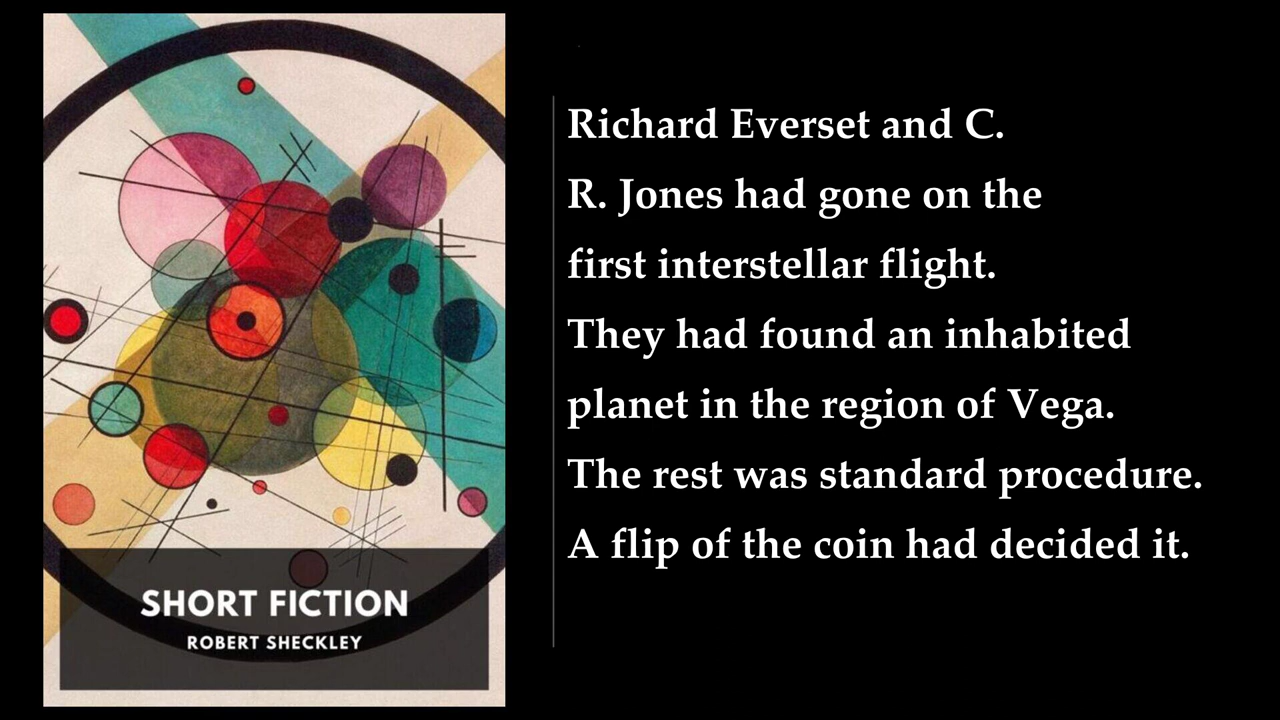 SHORT FICTION
ROBERT SHECKLEY
Richard Everset and C.
R. Jones had gone on the
first interstellar flight.
They had found an inhabited
planet in the region of Vega.
The rest was standard procedure.
A flip of the coin had decided it.